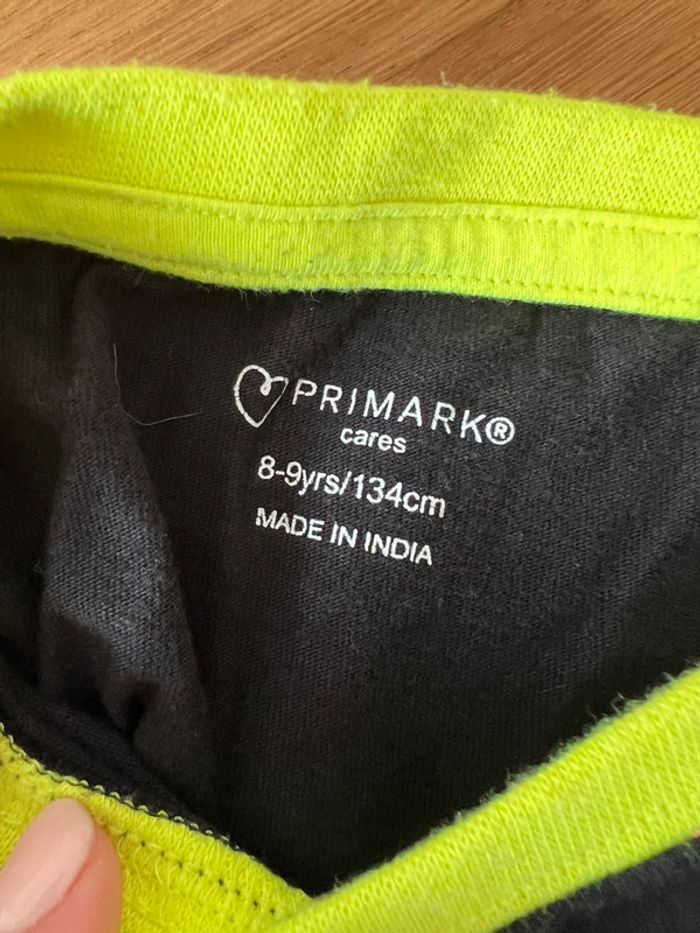 PRIMARK®
cares
8-9yrs/134cm
MADE IN INDIA